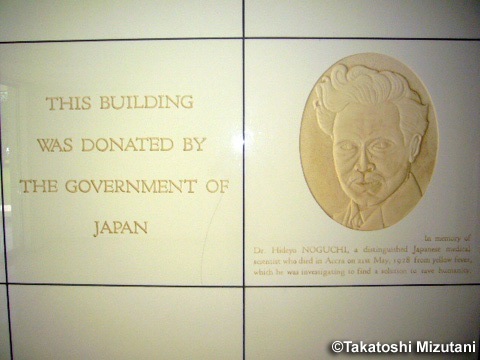 THIS BUILDING
WAS DONATED BY
THE GOVERNMENT OF
JAPAN
In memory of
Dr. Hideyo NOGUCHI, a distinguished Japanese medical
scientist who died in Accra on 21st May, 1928 from yellow fever,
which he was investigating to find a solution to save humanity.
©Takatoshi Mizutani